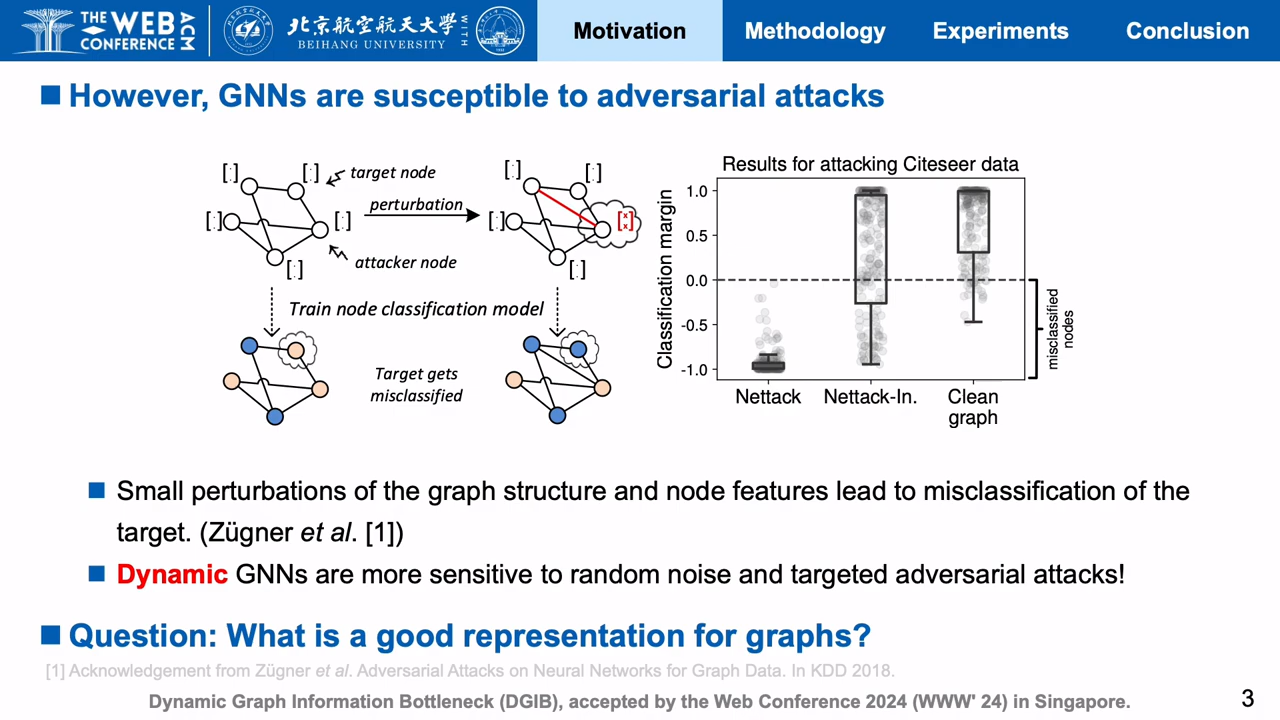 THE WEB CONFERENCE ACM
北京航空航天大學
BEIHANG UNIVERSITY
WITH
Motivation
Methodology
Experiments
Conclusion
However, GNNs are susceptible to adversarial attacks
target node
perturbation
attacker node
Train node classification model
Target gets
misclassified
Results for attacking Citeseer data
Classification margin
1.0
0.5
0.0
-0.5
-1.0
Nettack
Nettack-In.
Clean
graph
misclassified
nodes
Small perturbations of the graph structure and node features lead to misclassification of the
target. (Zügner et al. [1])
Dynamic GNNs are more sensitive to random noise and targeted adversarial attacks!
Question: What is a good representation for graphs?
[1] Acknowledgement from Zügner et al. Adversarial Attacks on Neural Networks for Graph Data. In KDD 2018.
Dynamic Graph Information Bottleneck (DGIB), accepted by the Web Conference 2024 (WWW' 24) in Singapore.
3